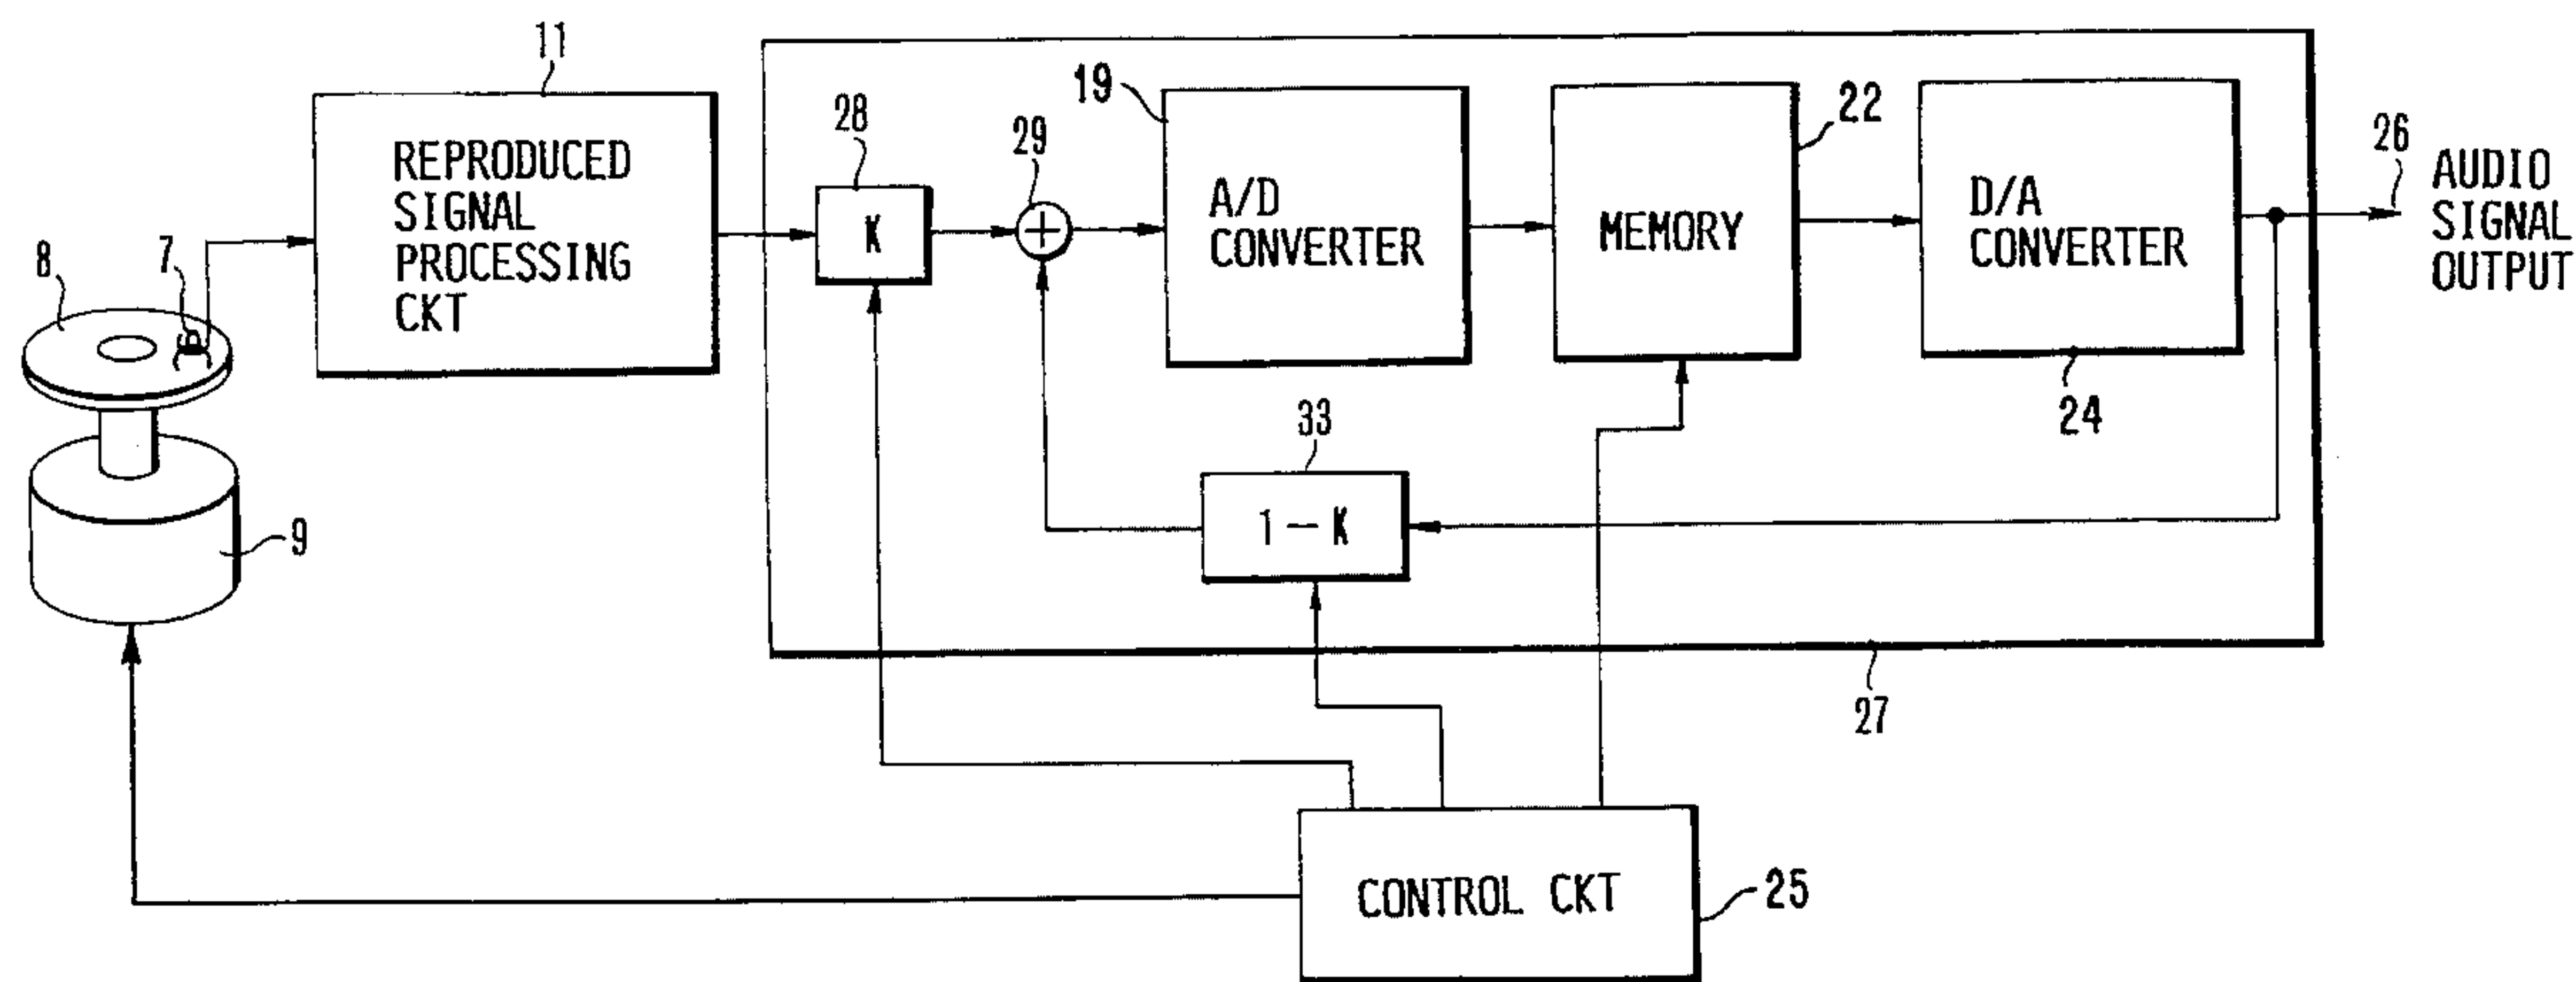 11
REPRODUCED
SIGNAL
PROCESSING
CKT
8
7
9
28
K
29
19
A/D
CONVERTER
MEMORY
22
D/A
CONVERTER
24
26
AUDIO
SIGNAL
OUTPUT
33
1 – K
27
CONTROL CKT
25